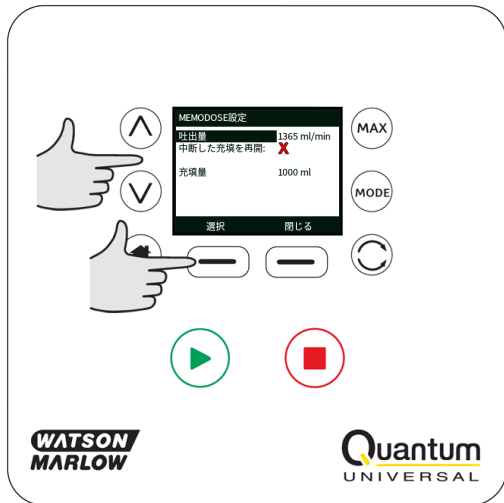 MEMODOSE設定
吐出量 1365 ml/min
中断した充填を再開:
充填量 1000 ml
選択 閉じる
MAX
MODE
WATSON
MARLOW
Quantum
UNIVERSAL